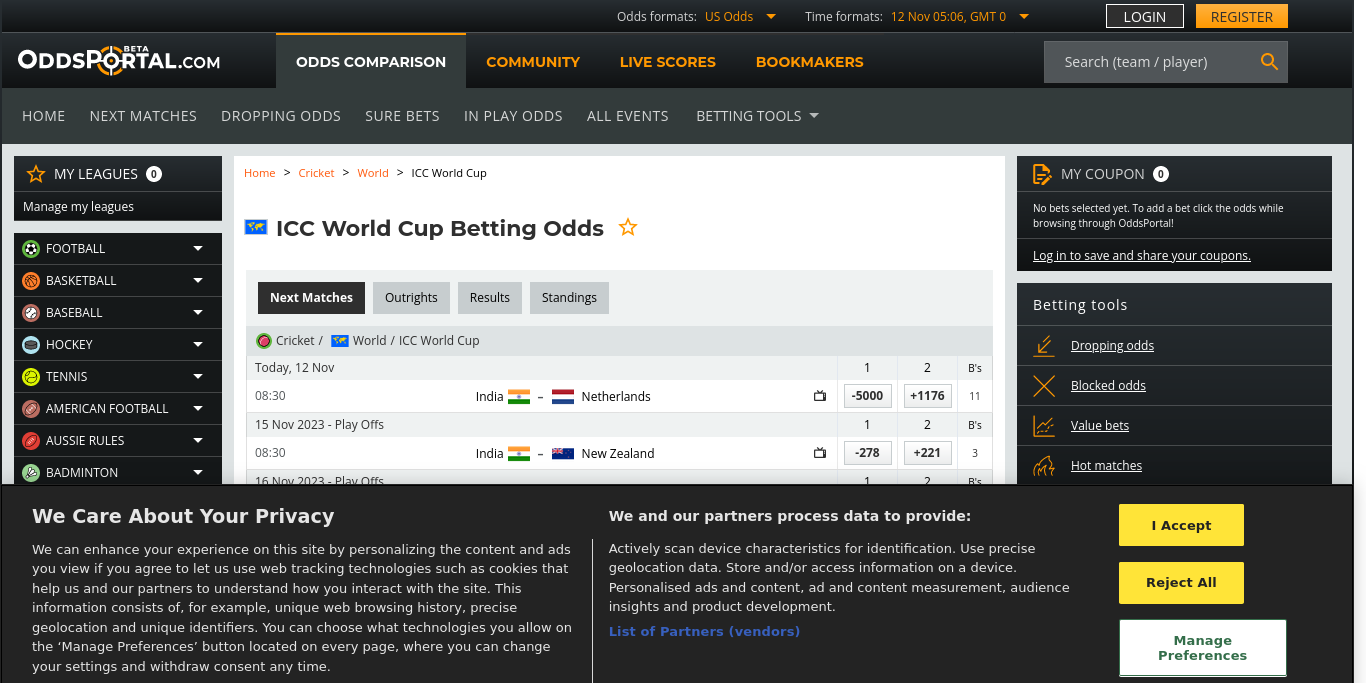 Odds formats: US Odds Time formats: 12 Nov 05:06, GMT 0 LOGIN REGISTER
ODDSPORTAL.COM BETA ODDS COMPARISON COMMUNITY LIVE SCORES BOOKMAKERS Search (team / player)
HOME NEXT MATCHES DROPPING ODDS SURE BETS IN PLAY ODDS ALL EVENTS BETTING TOOLS
MY LEAGUES 0
Manage my leagues
FOOTBALL
BASKETBALL
BASEBALL
HOCKEY
TENNIS
AMERICAN FOOTBALL
AUSSIE RULES
BADMINTON
Home > Cricket > World > ICC World Cup
ICC World Cup Betting Odds
Next Matches Outrights Results Standings
Cricket / World / ICC World Cup
Today, 12 Nov 1 2 B's
08:30 India – Netherlands -5000 +1176 11
15 Nov 2023 - Play Offs 1 2 B's
08:30 India – New Zealand -278 +221 3
16 Nov 2023 - Play Offs 1 2 B's
MY COUPON 0
No bets selected yet. To add a bet click the odds while
browsing through OddsPortal!
Log in to save and share your coupons.
Betting tools
Dropping odds
Blocked odds
Value bets
Hot matches
We Care About Your Privacy
We can enhance your experience on this site by personalizing the content and ads
you view if you agree to let us use web tracking technologies such as cookies that
help us and our partners to understand how you interact with the site. This
information consists of, for example, unique web browsing history, precise
geolocation and unique identifiers. You can choose what technologies you allow on
the ‘Manage Preferences’ button located on every page, where you can change
your settings and withdraw consent any time.
We and our partners process data to provide:
Actively scan device characteristics for identification. Use precise
geolocation data. Store and/or access information on a device.
Personalised ads and content, ad and content measurement, audience
insights and product development.
List of Partners (vendors)
I Accept
Reject All
Manage
Preferences